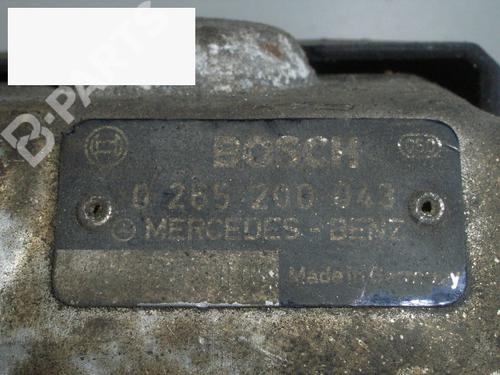 B-PARTS
BOSCH
0 265 200 043
MERCEDES-BENZ
Made in Germany